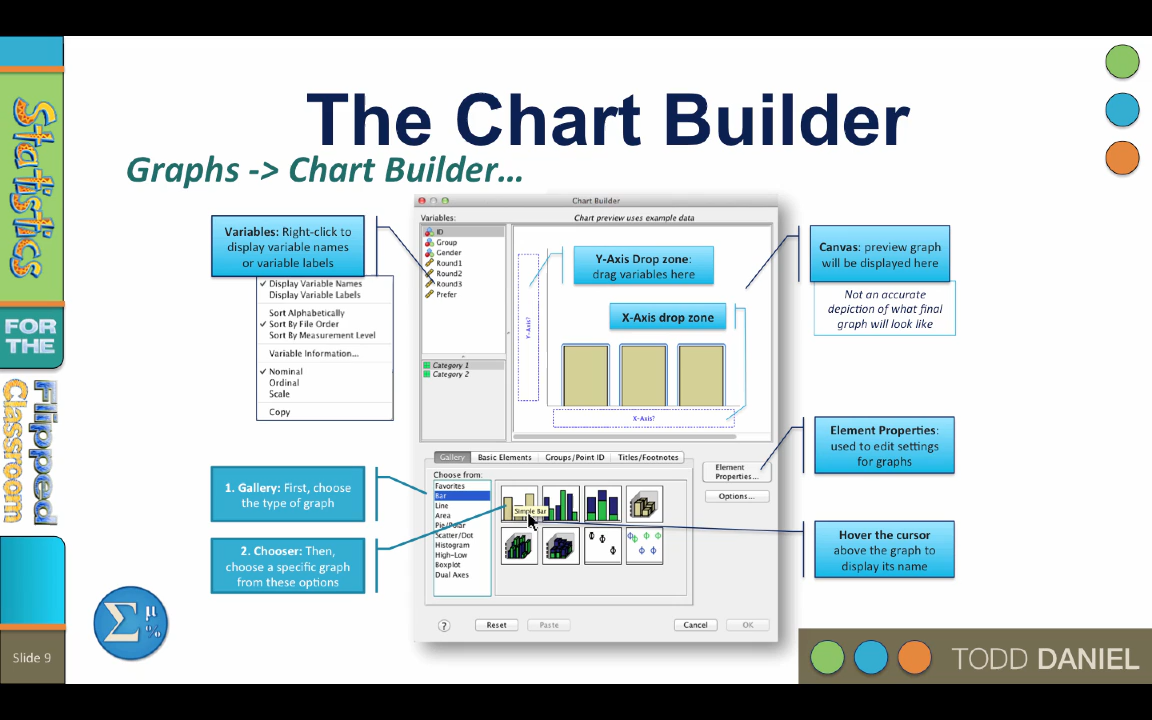 The Chart Builder
Graphs -> Chart Builder...
Statistics
FOR
THE
Flipped
Classroom
Slide 9
Variables: Right-click to
display variable names
or variable labels
✓ Display Variable Names
Display Variable Labels
Sort Alphabetically
✓ Sort By File Order
Sort By Measurement Level
Variable Information...
✓ Nominal
Ordinal
Scale
Copy
1. Gallery: First, choose
the type of graph
2. Chooser: Then,
choose a specific graph
from these options
Σ μ
%
Chart Builder
Variables:
Chart preview uses example data
ID
Group
Gender
Round1
Round2
Round3
Prefer
Category 1
Category 2
Y-Axis Drop zone:
drag variables here
X-Axis drop zone
Y-Axis?
X-Axis?
Gallery
Basic Elements
Groups/Point ID
Titles/Footnotes
Choose from:
Favorites
Bar
Line
Area
Pie/Polar
Scatter/Dot
Histogram
High-Low
Boxplot
Dual Axes
Simple Bar
Element
Properties...
Options...
?
Reset
Paste
Cancel
OK
Canvas: preview graph
will be displayed here
Not an accurate
depiction of what final
graph will look like
Element Properties:
used to edit settings
for graphs
Hover the cursor
above the graph to
display its name
TODD DANIEL